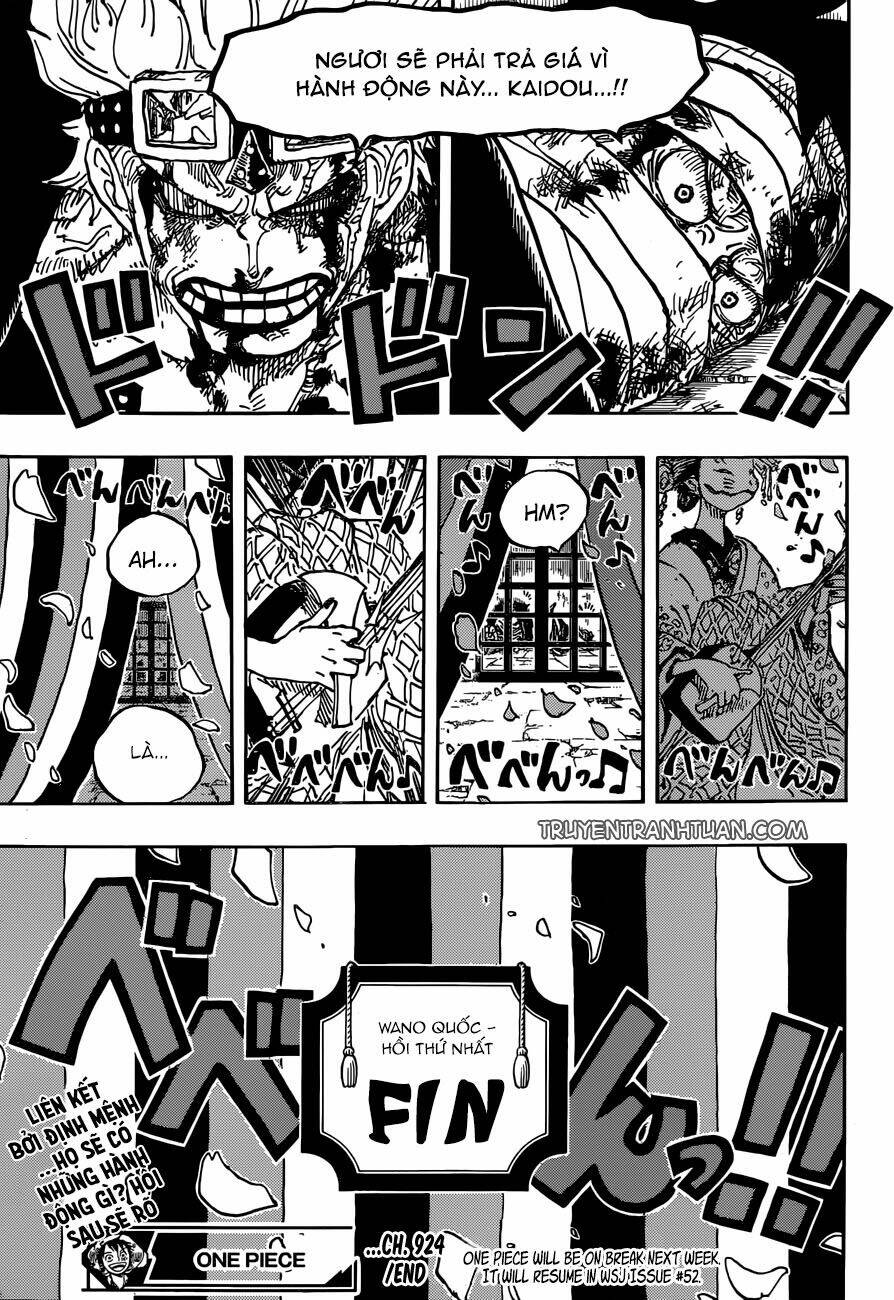 NGƯƠI SẼ PHẢI TRẢ GIÁ VÌ
HÀNH ĐỘNG NÀY... KAIDOU...!!
ドドン!!
べべん♪
べべん♪
HM?
べべん♪
べべんっ♪
べべん
べべべん♪
べん べんべん
AH...
LÀ...
TRUYENTRANHTUAN.COM
べべんっ!!
WANO QUỐC -
HỒI THỨ NHẤT
FIN
LIÊN KẾT
BỞI ĐỊNH MỆNH
...HỌ SẼ CÓ
NHỮNG HÀNH
ĐỘNG GÌ? HỒI
SAU SẼ RÕ
ONE PIECE
...CH. 924
/END
ONE PIECE WILL BE ON BREAK NEXT WEEK.
IT WILL RESUME IN WSJ ISSUE #52.